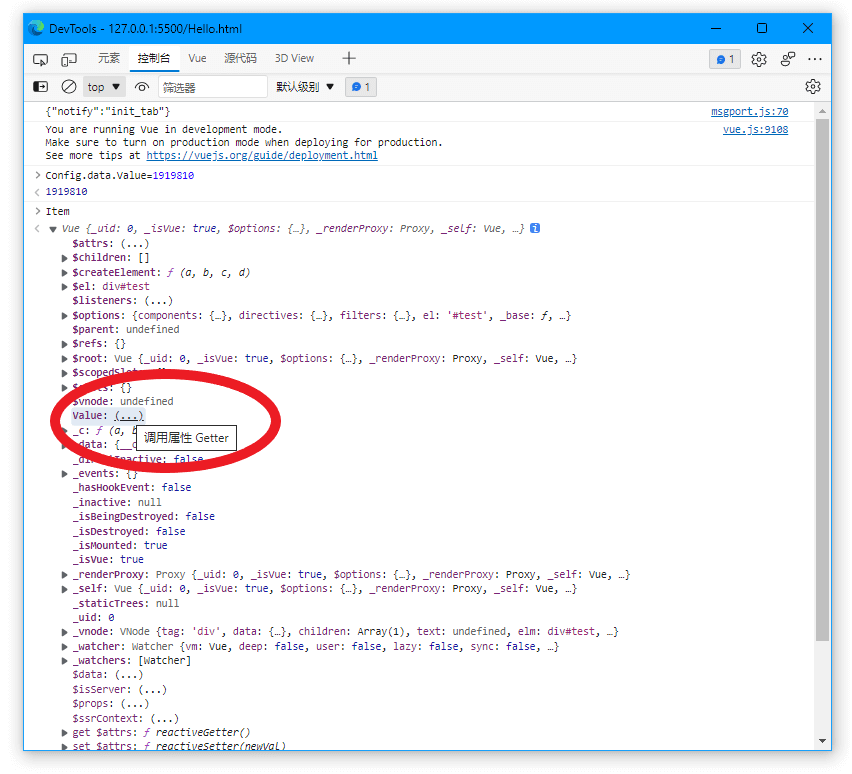 DevTools - 127.0.0.1:5500/Hello.html
元素 控制台 Vue 源代码 3D View 1
top 筛选器 默认级别 1
{"notify":"init_tab"} msgport.js:70
You are running Vue in development mode. vue.js:9108
Make sure to turn on production mode when deploying for production.
See more tips at https://vuejs.org/guide/deployment.html
Config.data.Value=1919810
1919810
Item
Vue {_uid: 0, _isVue: true, $options: {…}, _renderProxy: Proxy, _self: Vue, …}
$attrs: (...)
$children: []
$createElement: ƒ (a, b, c, d)
$el: div#test
$listeners: (...)
$options: {components: {…}, directives: {…}, filters: {…}, el: '#test', _base: ƒ, …}
$parent: undefined
$refs: {}
$root: Vue {_uid: 0, _isVue: true, $options: {…}, _renderProxy: Proxy, _self: Vue, …}
{}
$vnode: undefined
Value: (...)
_c: ƒ (a, b
调用属性 Getter
false
_events: {}
_hasHookEvent: false
_inactive: null
_isBeingDestroyed: false
_isDestroyed: false
_isMounted: true
_isVue: true
_renderProxy: Proxy {_uid: 0, _isVue: true, $options: {…}, _renderProxy: Proxy, _self: Vue, …}
_self: Vue {_uid: 0, _isVue: true, $options: {…}, _renderProxy: Proxy, _self: Vue, …}
_staticTrees: null
_uid: 0
_vnode: VNode {tag: 'div', data: {…}, children: Array(1), text: undefined, elm: div#test, …}
_watcher: Watcher {vm: Vue, deep: false, user: false, lazy: false, sync: false, …}
_watchers: [Watcher]
$data: (...)
$isServer: (...)
$props: (...)
$ssrContext: (...)
get $attrs: ƒ reactiveGetter()
set $attrs: ƒ reactiveSetter(newVal)